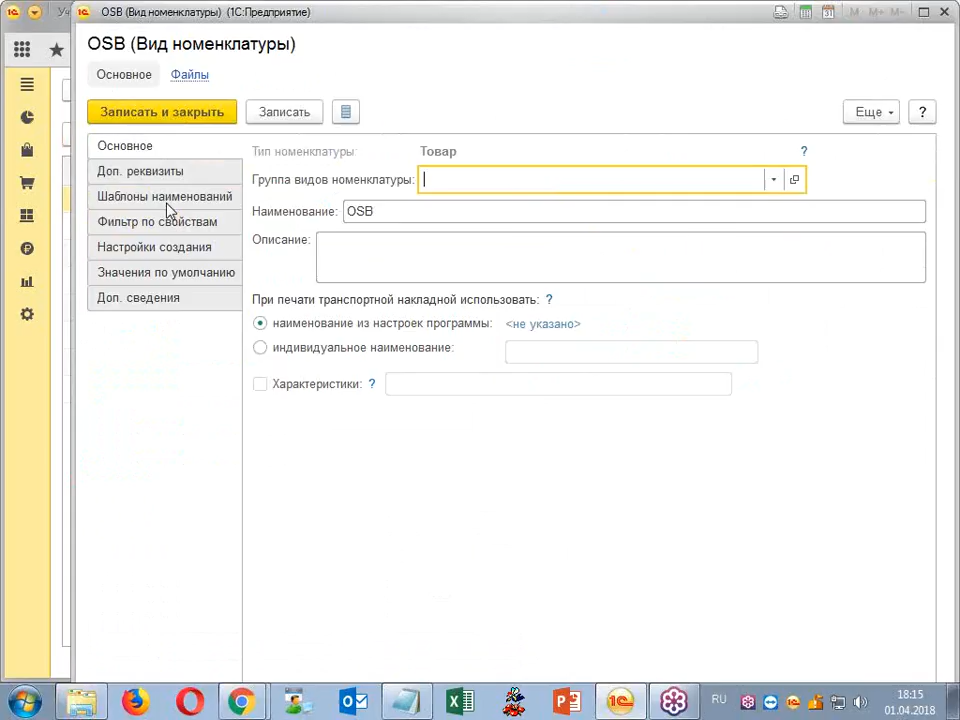 Уч
OSB (Вид номенклатуры) (1С:Предприятие)
31
M M+ M-
OSB (Вид номенклатуры)
Основное Файлы
Записать и закрыть Записать Еще ?
Основное
Доп. реквизиты
Шаблоны наименований
Фильтр по свойствам
Настройки создания
Значения по умолчанию
Доп. сведения
Тип номенклатуры: Товар ?
Группа видов номенклатуры:
Наименование: OSB
Описание:
При печати транспортной накладной использовать: ?
наименование из настроек программы: <не указано>
индивидуальное наименование:
Характеристики: ?
RU
18:15
01.04.2018